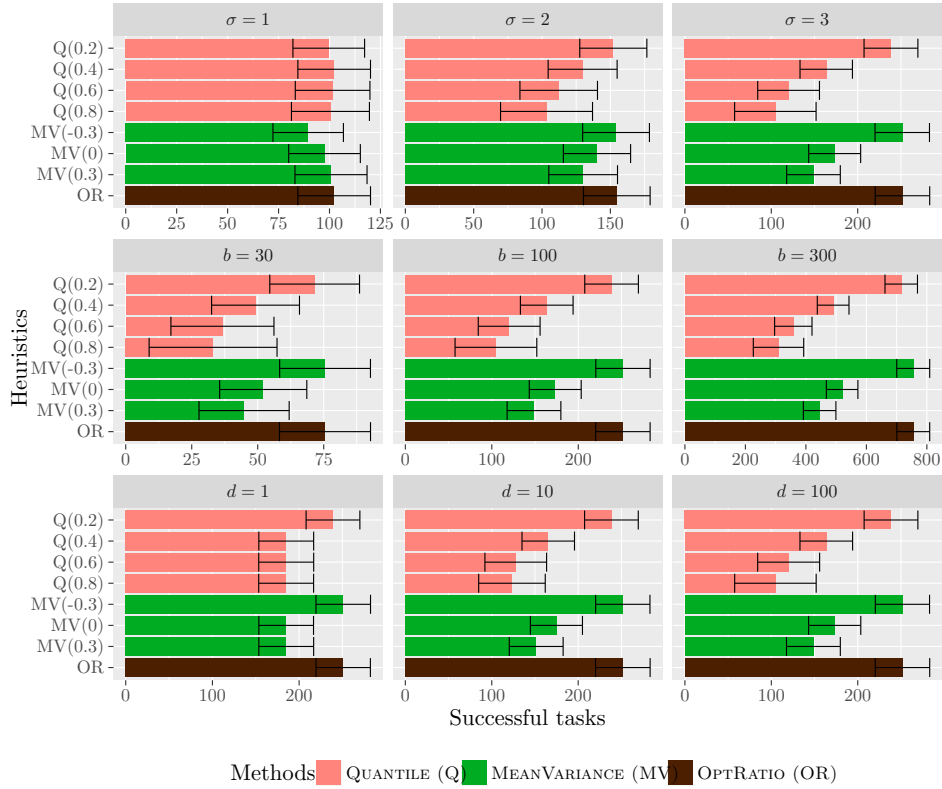 σ = 1
σ = 2
σ = 3
Q(0.2)
Q(0.4)
Q(0.6)
Q(0.8)
MV(-0.3)
MV(0)
MV(0.3)
OR
0 25 50 75 100 125
0 50 100 150
0 100 200
b = 30
b = 100
b = 300
Heuristics
Q(0.2)
Q(0.4)
Q(0.6)
Q(0.8)
MV(-0.3)
MV(0)
MV(0.3)
OR
0 25 50 75
0 100 200
0 200 400 600 800
d = 1
d = 10
d = 100
Q(0.2)
Q(0.4)
Q(0.6)
Q(0.8)
MV(-0.3)
MV(0)
MV(0.3)
OR
0 100 200
0 100 200
0 100 200
Successful tasks
Methods QUANTILE (Q) MEANVARIANCE (MV) OPTRATIO (OR)